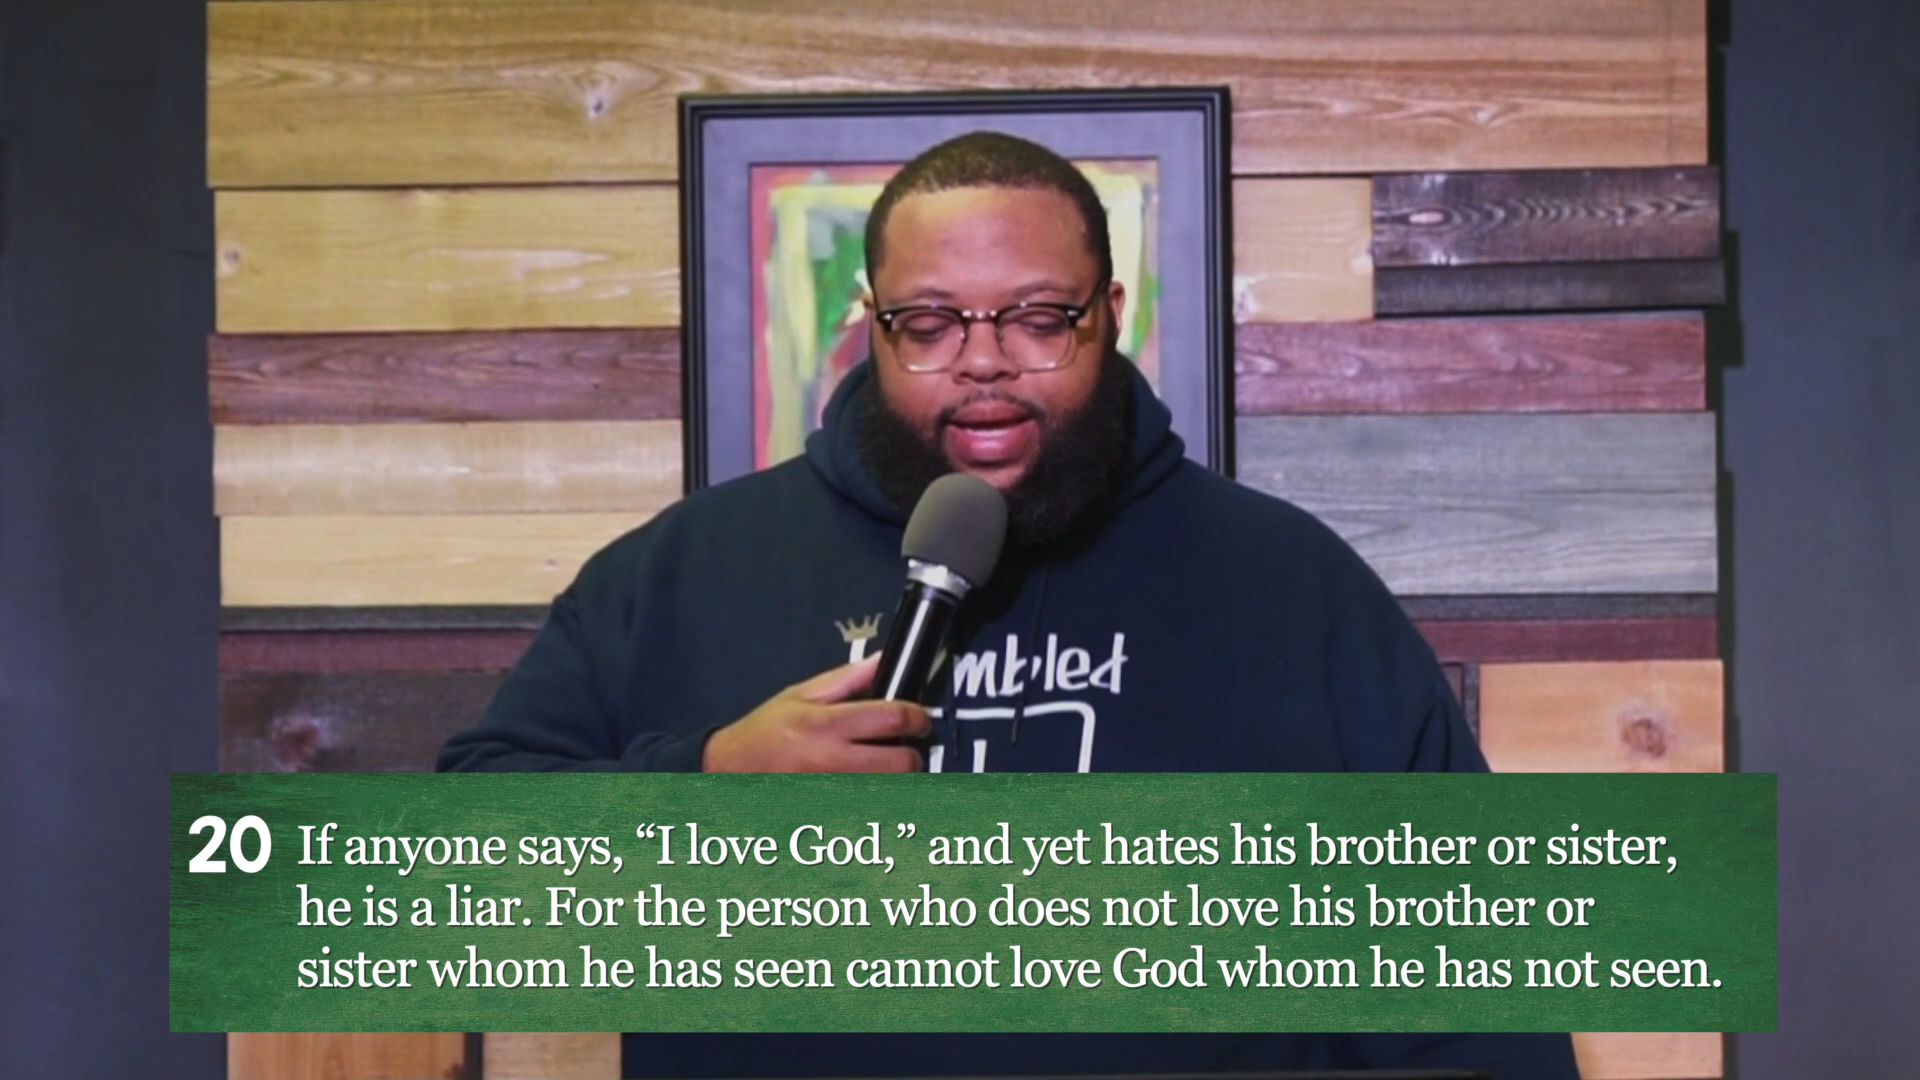 20 If anyone says, “I love God,” and yet hates his brother or sister,
he is a liar. For the person who does not love his brother or
sister whom he has seen cannot love God whom he has not seen.